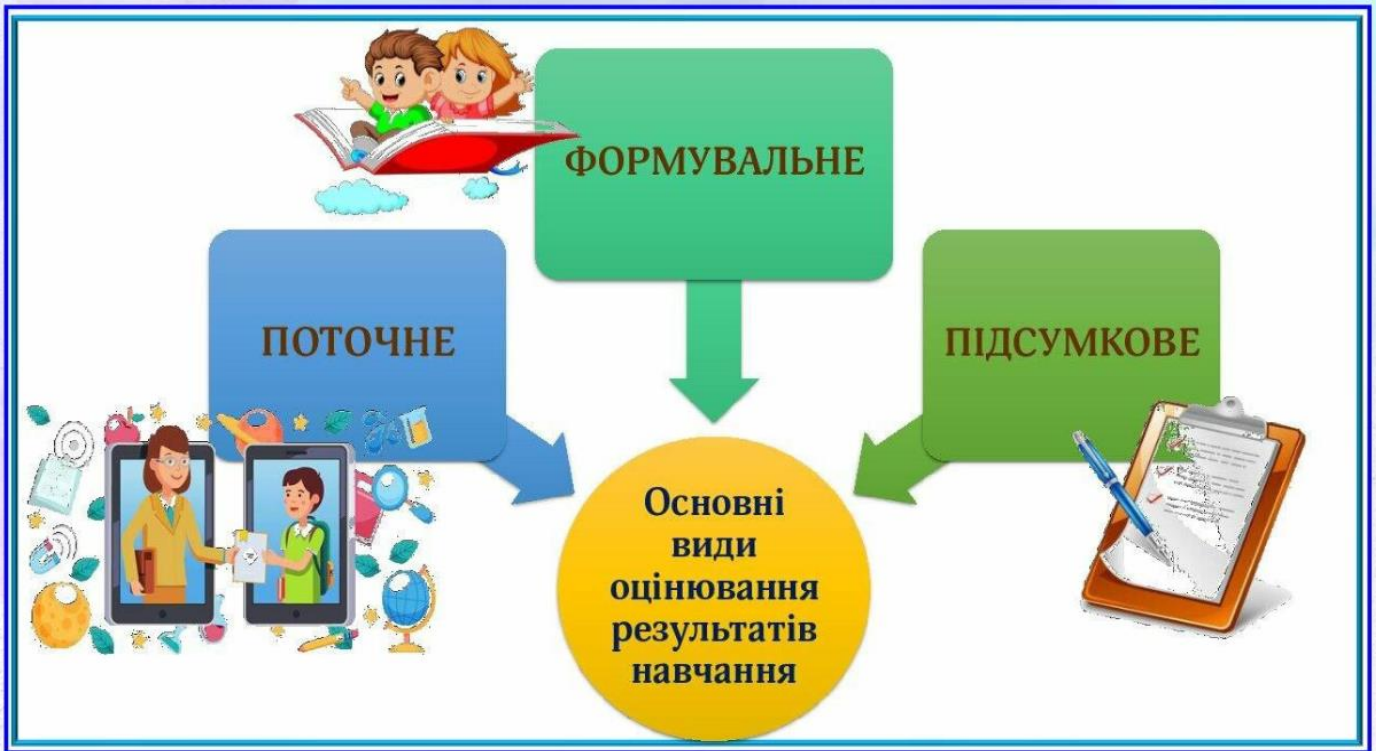 ФОРМУВАЛЬНЕ
ПОТОЧНЕ
ПІДСУМКОВЕ
Основні
види
оцінювання
результатів
навчання